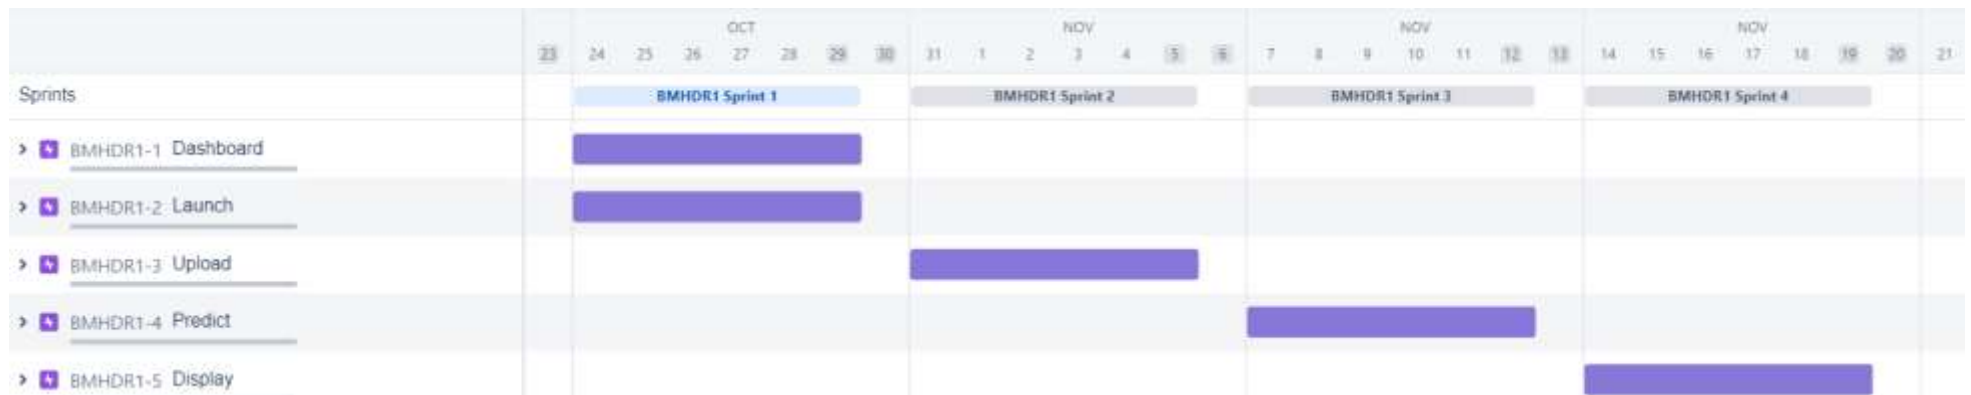 OCT NOV NOV NOV
23 24 25 26 27 28 29 30 31 1 2 3 4 5 6 7 8 9 10 11 12 13 14 15 16 17 18 19 20 21
Sprints BMHDR1 Sprint 1 BMHDR1 Sprint 2 BMHDR1 Sprint 3 BMHDR1 Sprint 4
BMHDR1-1 Dashboard
BMHDR1-2 Launch
BMHDR1-3 Upload
BMHDR1-4 Predict
BMHDR1-5 Display